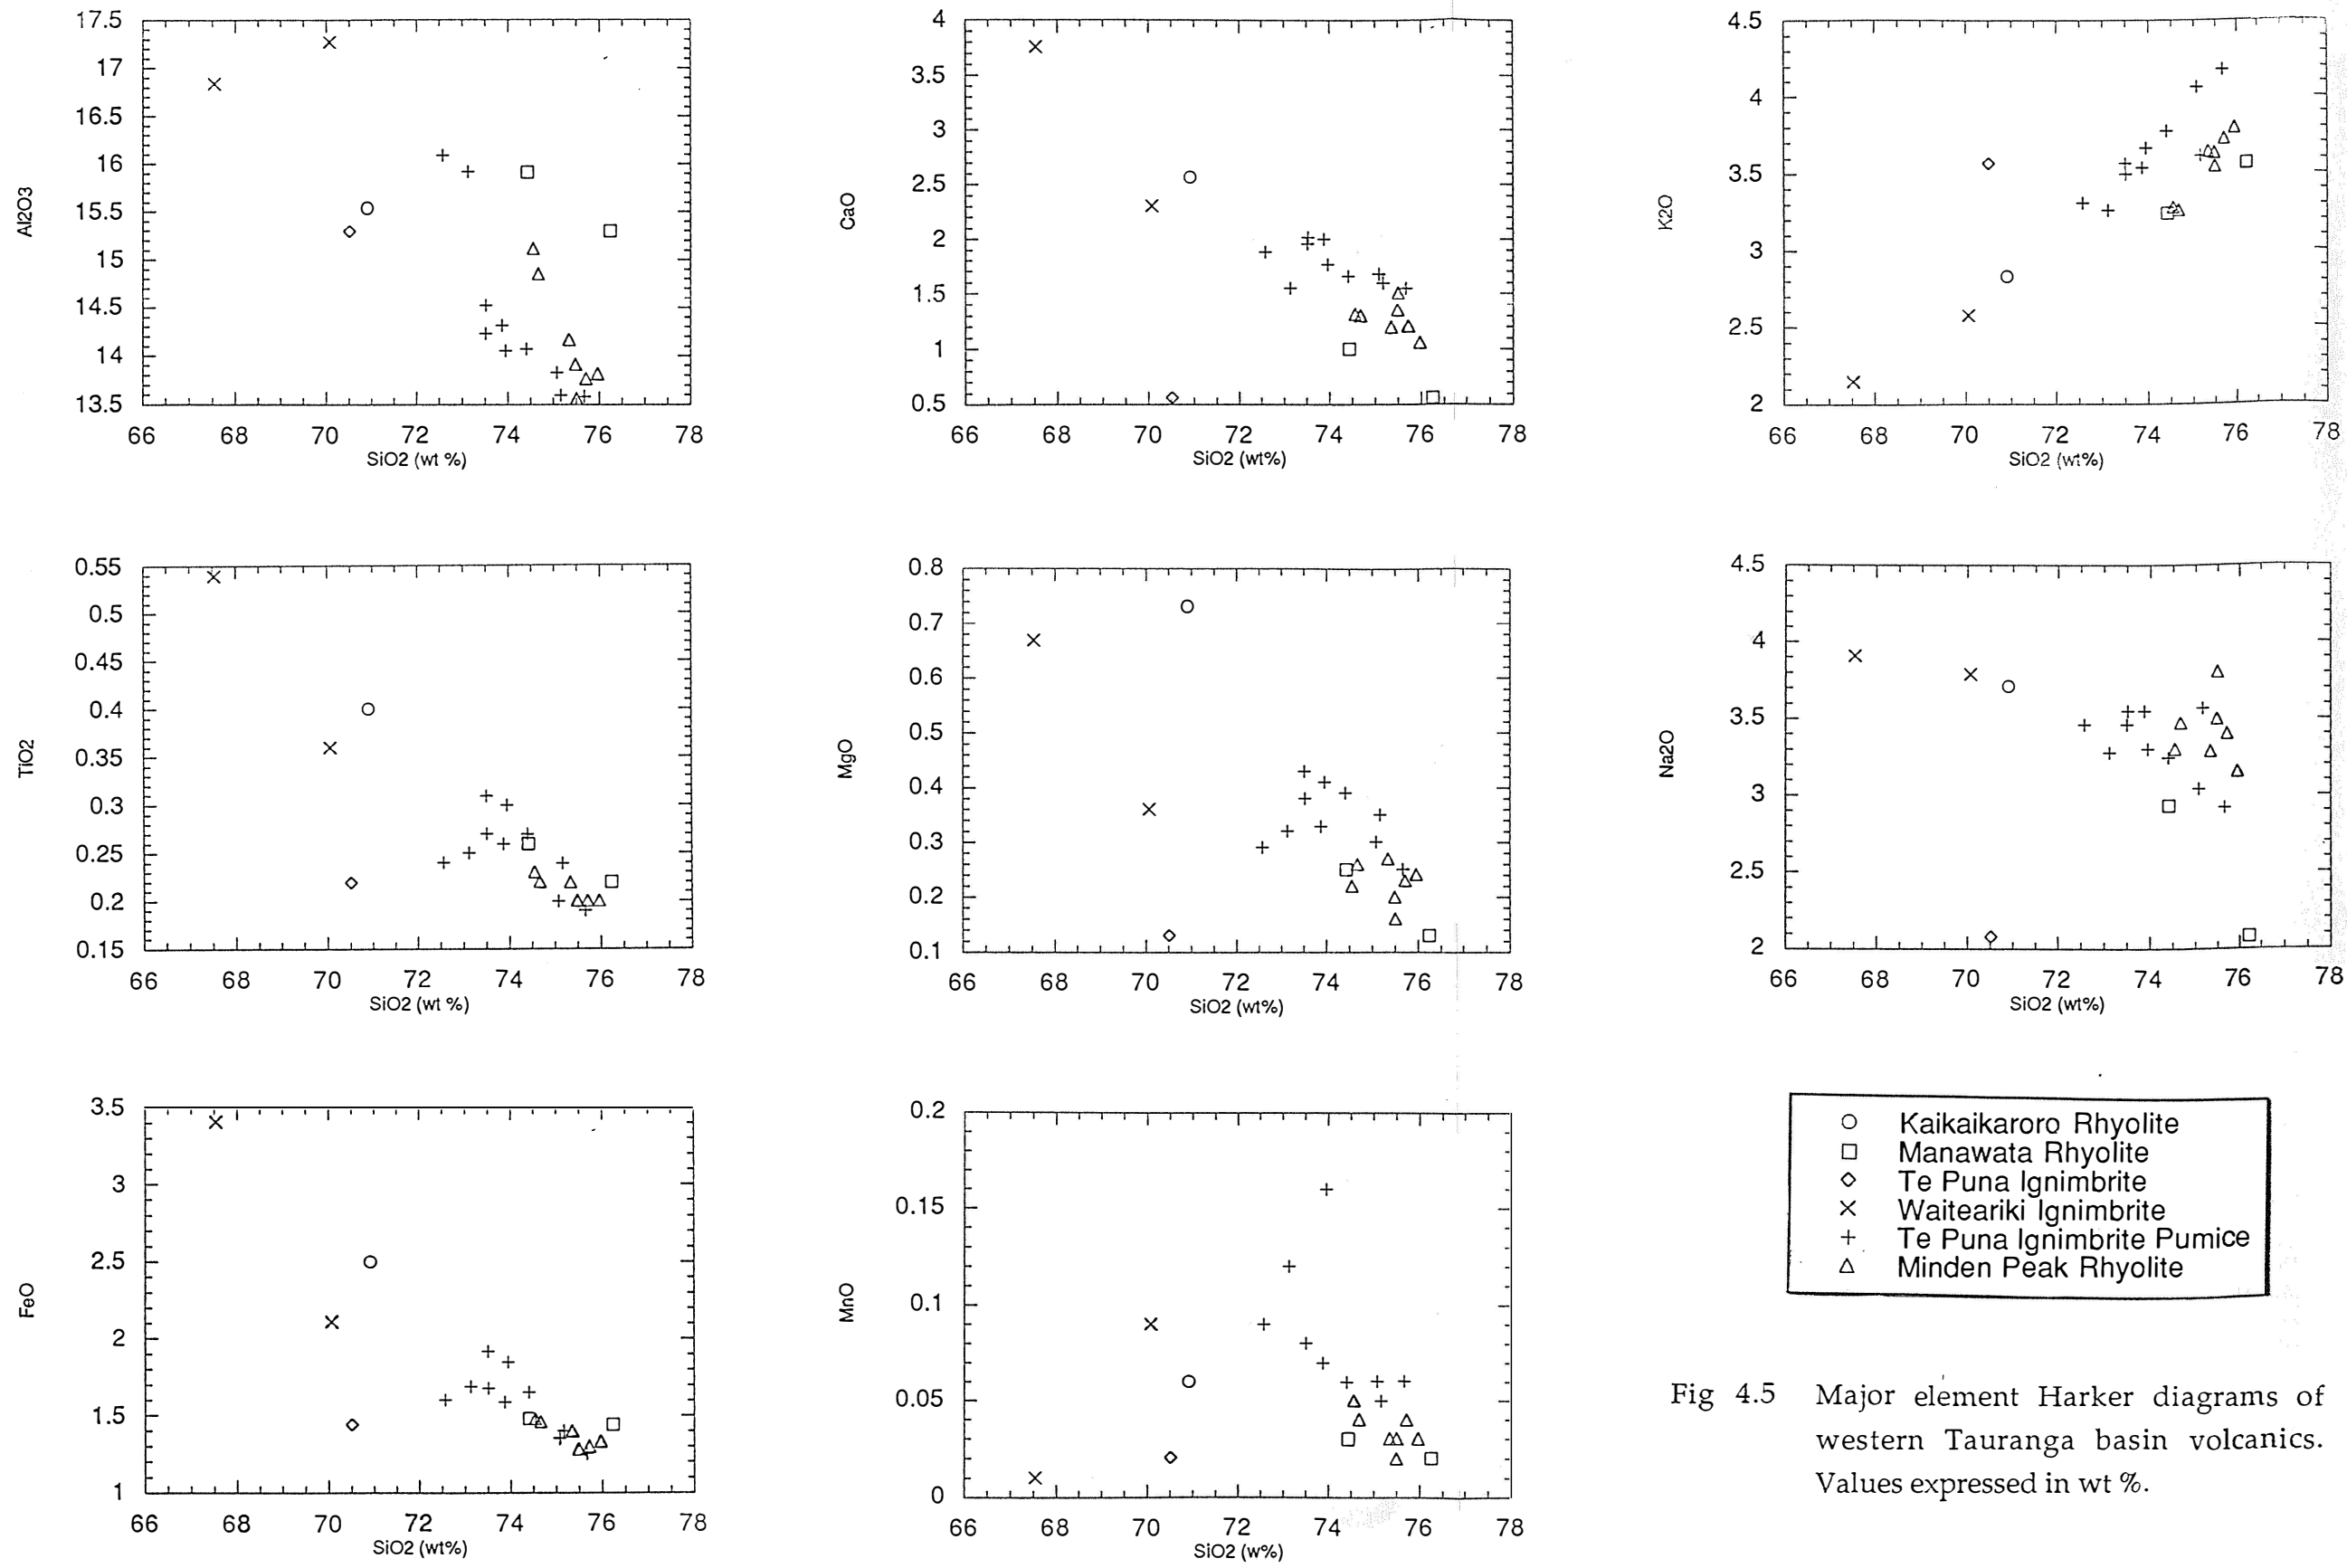 17.5
17
16.5
16
15.5
15
14.5
14
13.5
Al2O3
66 68 70 72 74 76 78
SiO2 (wt %)
4
3.5
3
2.5
2
1.5
1
0.5
CaO
66 68 70 72 74 76 78
SiO2 (wt%)
4.5
4
3.5
3
2.5
2
K2O
66 68 70 72 74 76 78
SiO2 (wt%)
0.55
0.5
0.45
0.4
0.35
0.3
0.25
0.2
0.15
TiO2
66 68 70 72 74 76 78
SiO2 (wt %)
0.8
0.7
0.6
0.5
0.4
0.3
0.2
0.1
MgO
66 68 70 72 74 76 78
SiO2 (wt%)
4.5
4
3.5
3
2.5
2
Na2O
66 68 70 72 74 76 78
SiO2 (wt%)
3.5
3
2.5
2
1.5
1
FeO
66 68 70 72 74 76 78
SiO2 (wt%)
0.2
0.15
0.1
0.05
0
MnO
66 68 70 72 74 76 78
SiO2 (w%)
Kaikaikaroro Rhyolite
Manawata Rhyolite
Te Puna Ignimbrite
Waiteariki Ignimbrite
Te Puna Ignimbrite Pumice
Minden Peak Rhyolite
Fig 4.5 Major element Harker diagrams of
western Tauranga basin volcanics.
Values expressed in wt %.